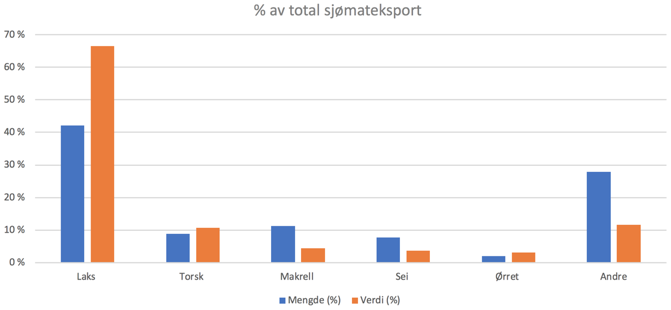 % av total sjømateksport
70 %
60 %
50 %
40 %
30 %
20 %
10 %
0 %
Laks Torsk Makrell Sei Ørret Andre
Mengde (%) Verdi (%)